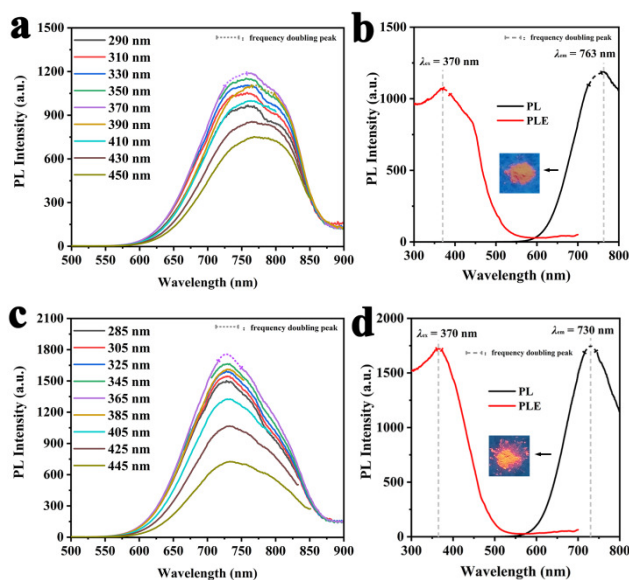 a
PL Intensity (a.u.)
1500
1200
900
600
300
0
290 nm
310 nm
330 nm
350 nm
370 nm
390 nm
410 nm
430 nm
450 nm
frequency doubling peak
500 550 600 650 700 750 800 850 900
Wavelength (nm)
b
PL Intensity (a.u.)
1500
1000
500
0
frequency doubling peak
λex = 370 nm
λem = 763 nm
PL
PLE
300 400 500 600 700 800
Wavelength (nm)
c
PL Intensity (a.u.)
2100
1800
1500
1200
900
600
300
0
285 nm
305 nm
325 nm
345 nm
365 nm
385 nm
405 nm
425 nm
445 nm
frequency doubling peak
500 550 600 650 700 750 800 850 900
Wavelength (nm)
d
PL Intensity (a.u.)
2000
1500
1000
500
0
λex = 370 nm
λem = 730 nm
frequency doubling peak
PL
PLE
300 400 500 600 700 800
Wavelength (nm)